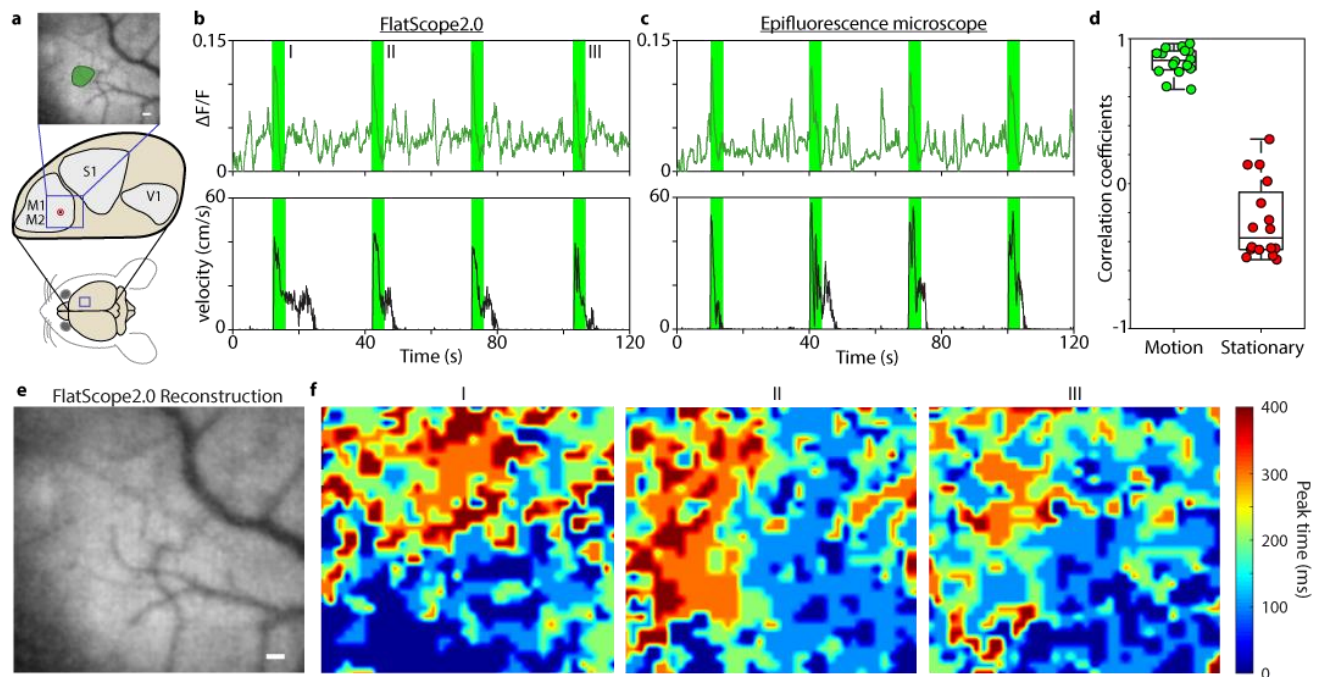 a
b
FlatScope2.0
c
Epifluorescence microscope
d
0.15
I
II
III
ΔF/F
0
0.15
0
60
velocity (cm/s)
0
0
40
80
120
Time (s)
60
0
0
40
80
120
Time (s)
1
Correlation coefficients
0
-1
Motion
Stationary
S1
M1
M2
V1
e
FlatScope2.0 Reconstruction
f
I
II
III
400
300
200
100
0
Peak time (ms)